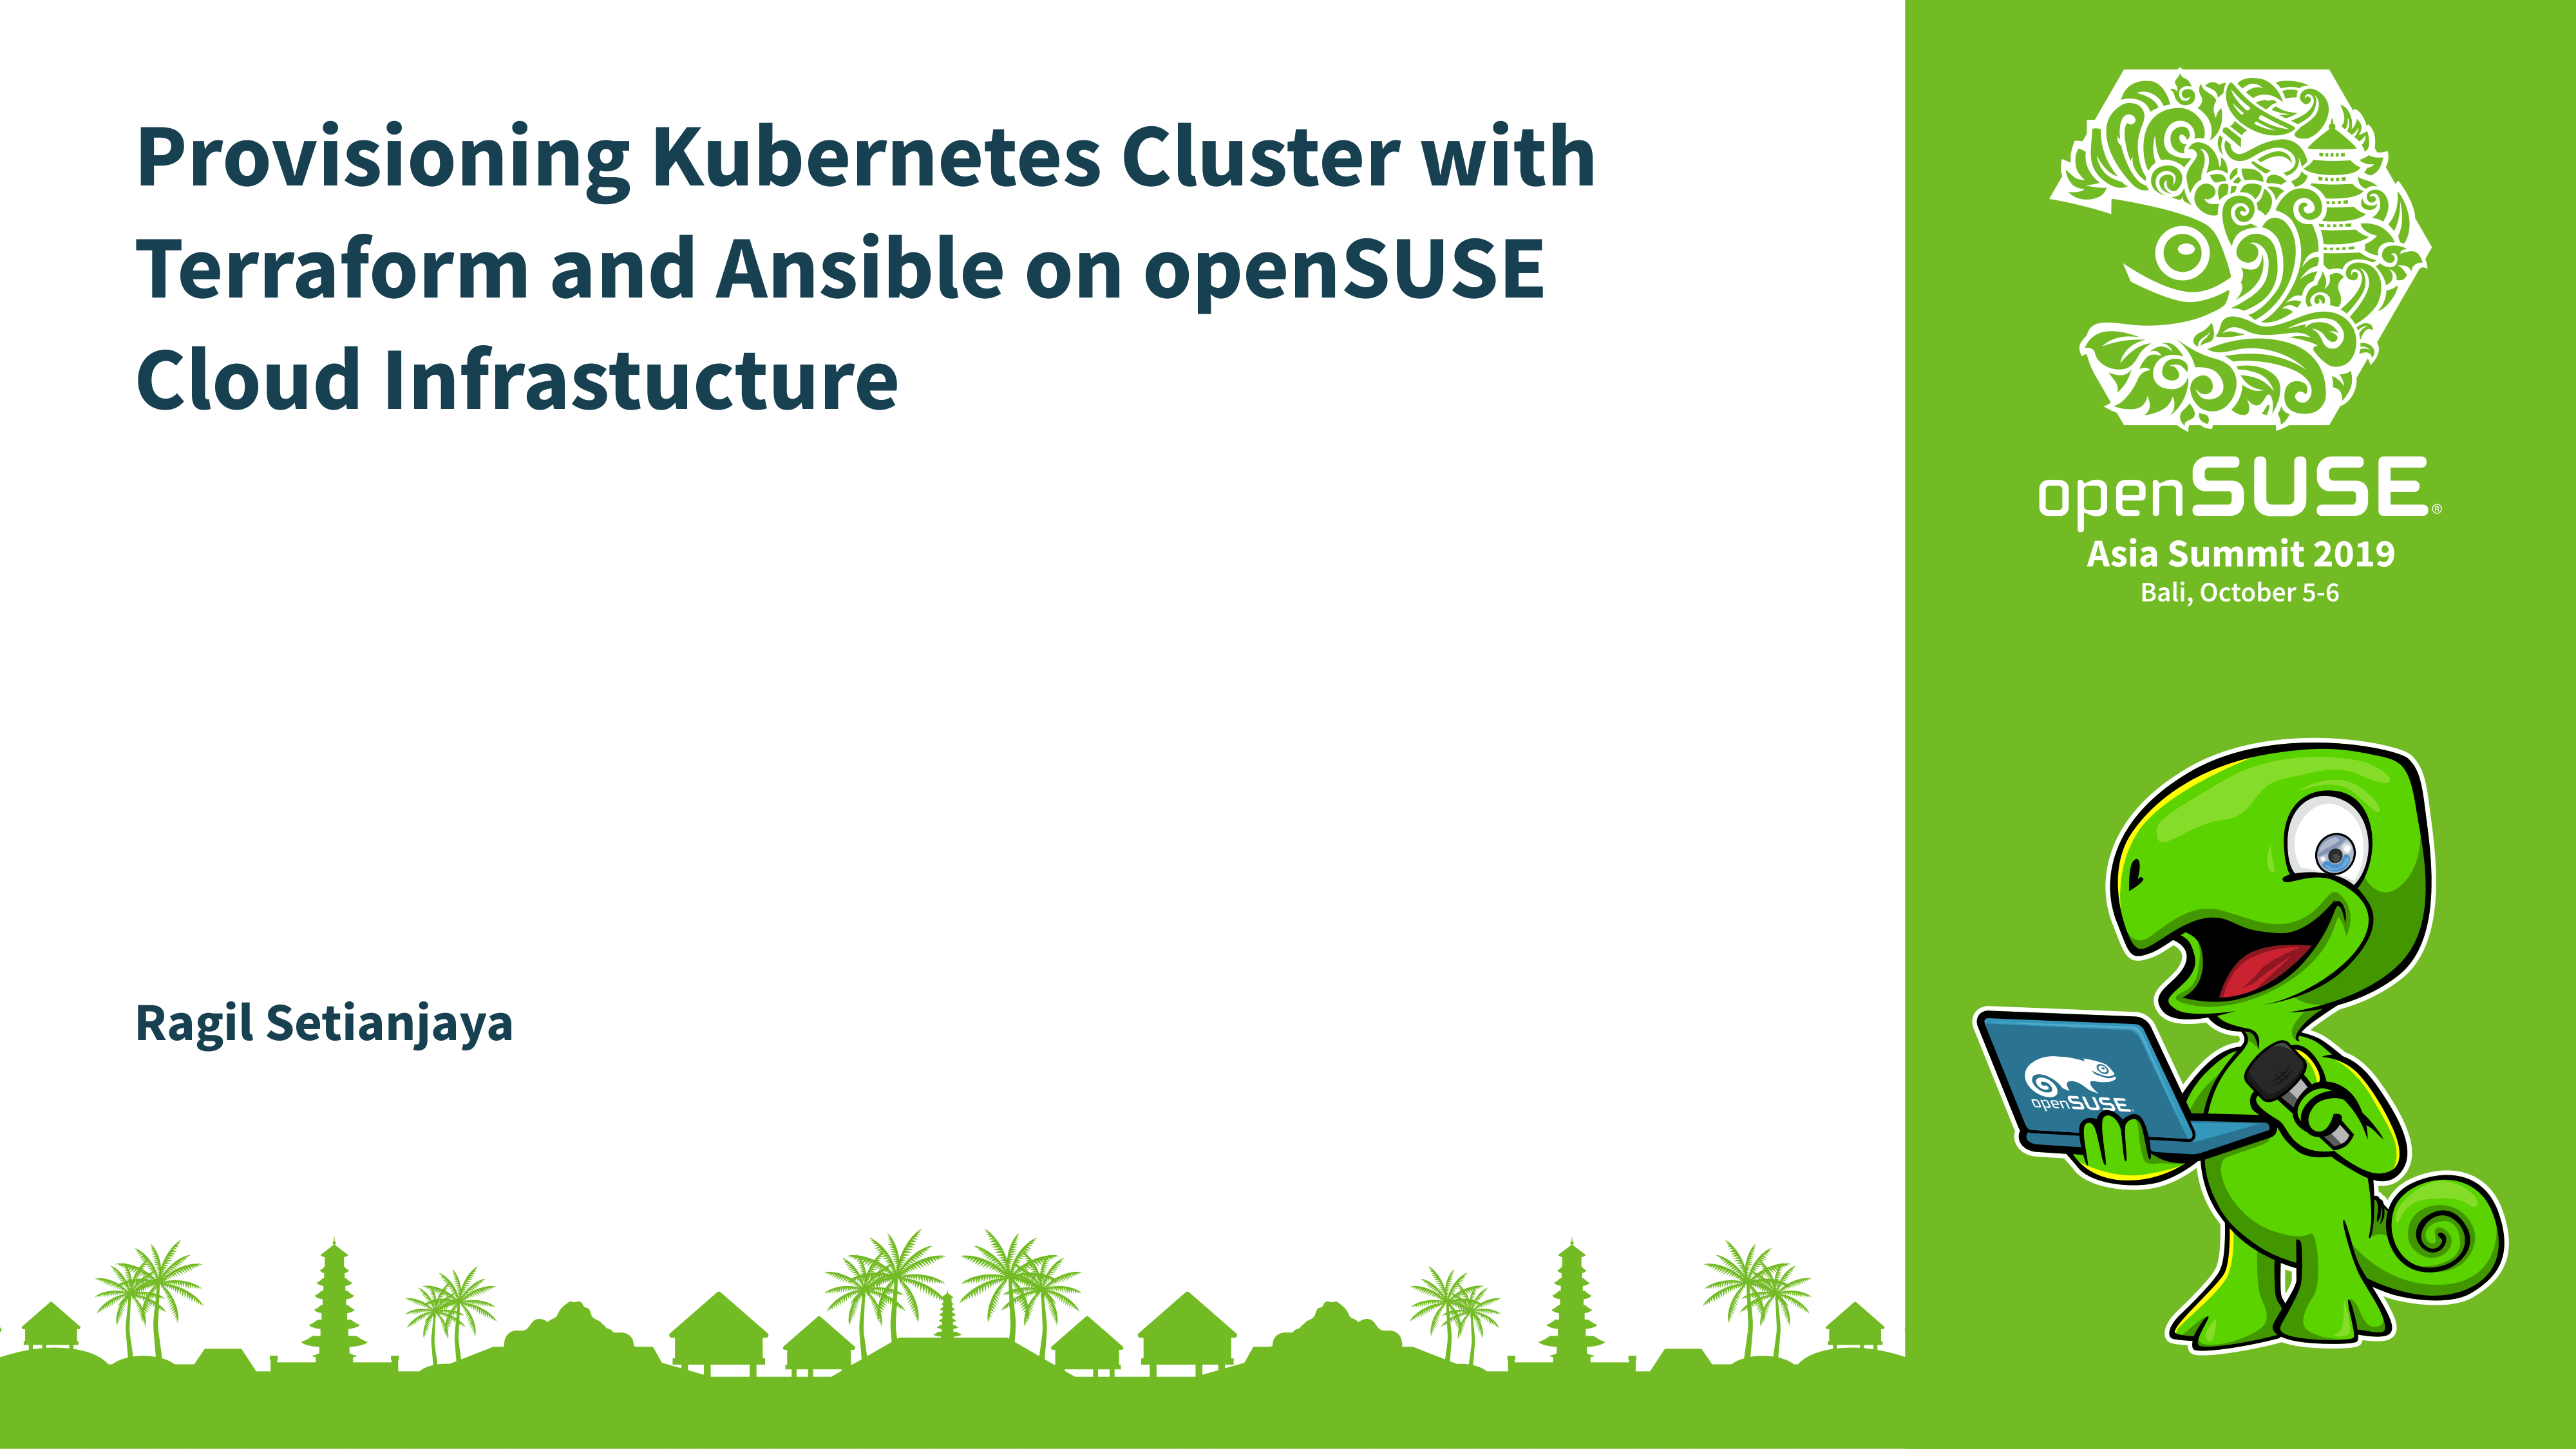 Provisioning Kubernetes Cluster with
Terraform and Ansible on openSUSE
Cloud Infrastucture
Ragil Setianjaya
openSUSE®
Asia Summit 2019
Bali, October 5-6
openSUSE